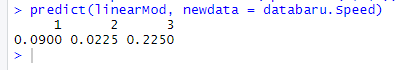 > predict(linearMod, newdata = databaru.Speed)
1 2 3
0.0900 0.0225 0.2250
>